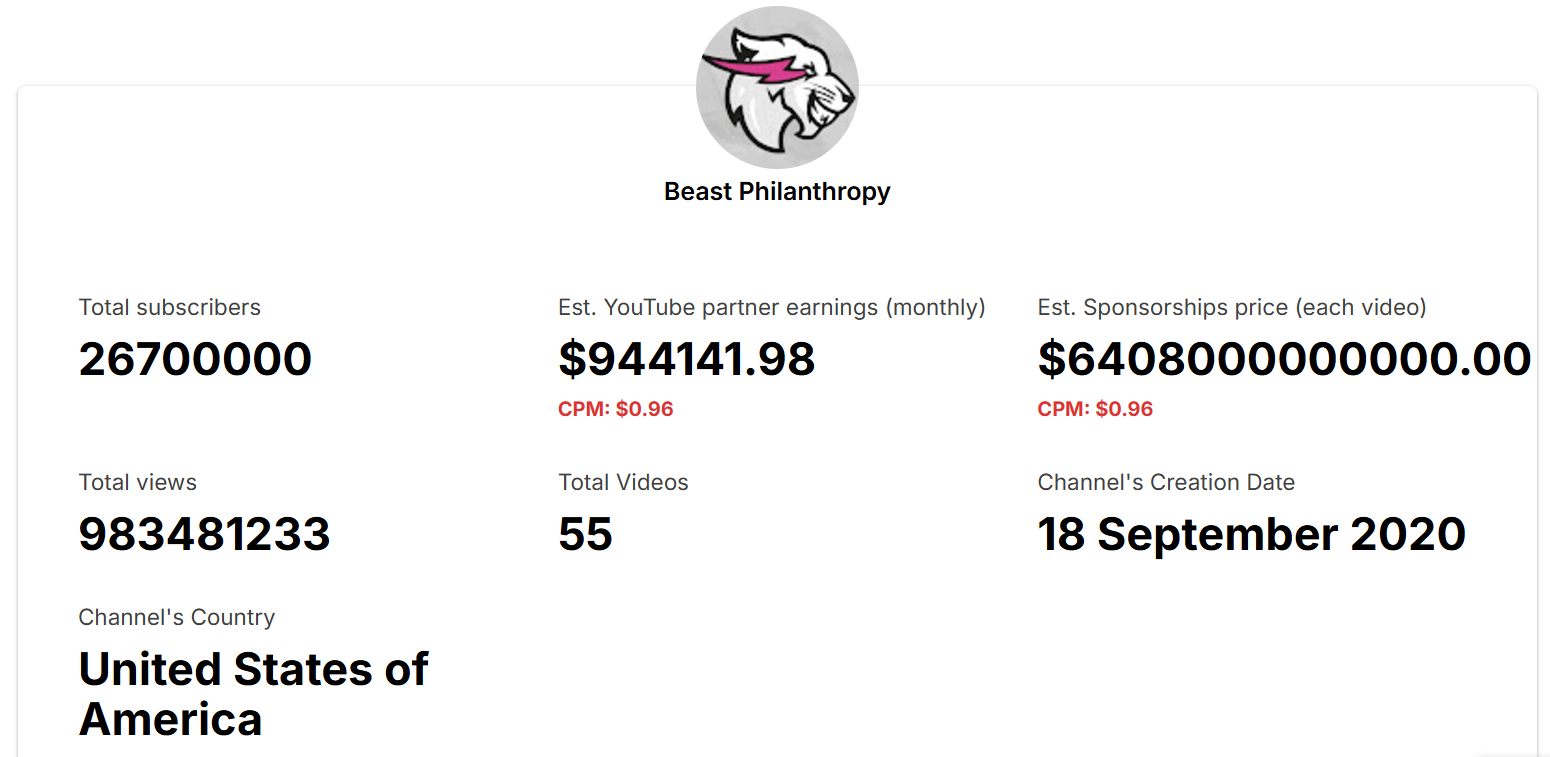 Beast Philanthropy
Total subscribers
26700000
Est. YouTube partner earnings (monthly)
$944141.98
CPM: $0.96
Est. Sponsorships price (each video)
$6408000000000.00
CPM: $0.96
Total views
983481233
Total Videos
55
Channel's Creation Date
18 September 2020
Channel's Country
United States of
America